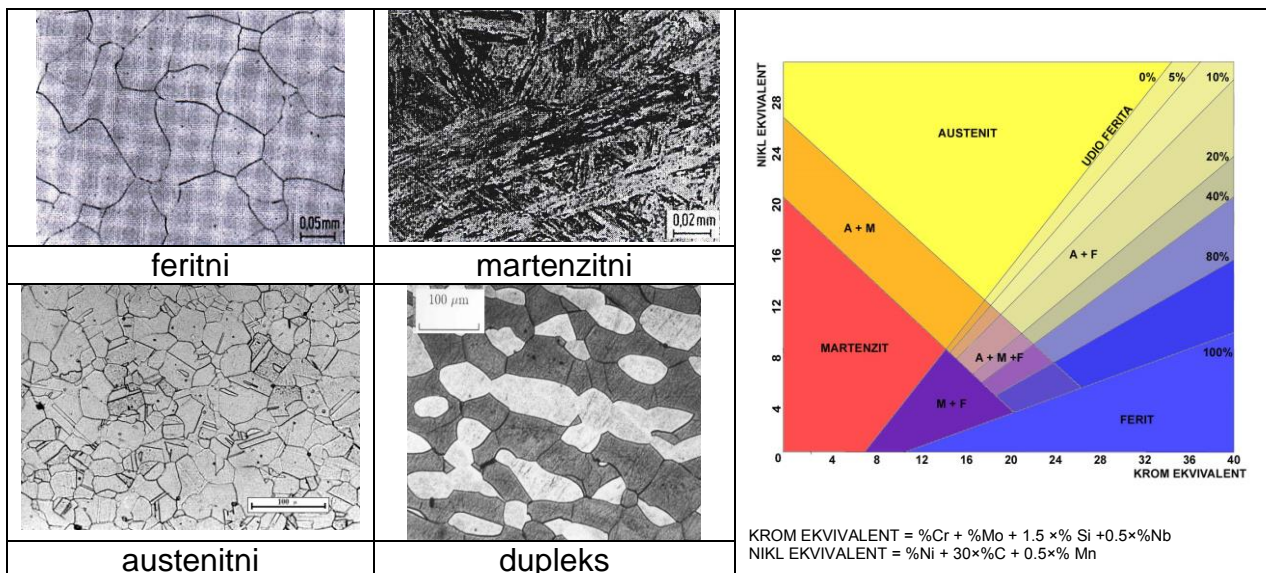 0,05mm
0,02mm
feritni
martenzitni
100 μm
100 μ
austenitni
dupleks
NIKL EKVIVALENT
28
24
20
16
12
8
4
0
0%
5%
10%
20%
40%
80%
100%
AUSTENIT
UDIO FERITA
A + M
A + F
MARTENZIT
A + M +F
M + F
FERIT
4
8
12
16
20
24
28
32
36
40
KROM EKVIVALENT
KROM EKVIVALENT = %Cr + %Mo + 1.5 ×% Si +0.5×%Nb
NIKL EKVIVALENT = %Ni + 30×%C + 0.5×% Mn